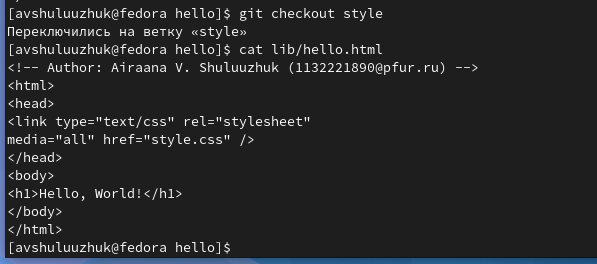 [avshuluuzhuk@fedora hello]$ git checkout style
Переключились на ветку «style»
[avshuluuzhuk@fedora hello]$ cat lib/hello.html
<!-- Author: Airaana V. Shuluuzhuk (1132221890@pfur.ru) -->
<html>
<head>
<link type="text/css" rel="stylesheet"
media="all" href="style.css" />
</head>
<body>
<h1>Hello, World!</h1>
</body>
</html>
[avshuluuzhuk@fedora hello]$